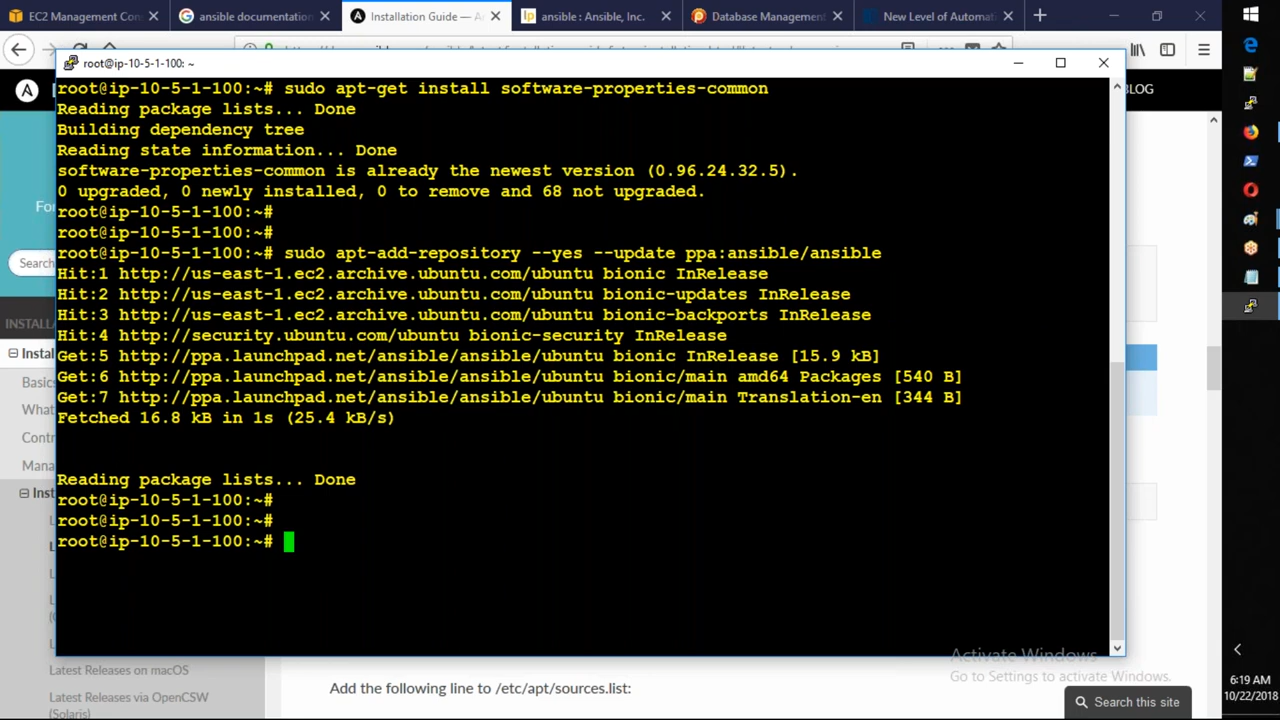 EC2 Management Con
ansible documentation
Installation Guide — A
ansible : Ansible, Inc.
Database Management
New Level of Automat
root@ip-10-5-1-100: ~
BLOG
root@ip-10-5-1-100:~# sudo apt-get install software-properties-common
Reading package lists... Done
Building dependency tree
Reading state information... Done
software-properties-common is already the newest version (0.96.24.32.5).
0 upgraded, 0 newly installed, 0 to remove and 68 not upgraded.
root@ip-10-5-1-100:~#
root@ip-10-5-1-100:~#
root@ip-10-5-1-100:~# sudo apt-add-repository --yes --update ppa:ansible/ansible
Hit:1 http://us-east-1.ec2.archive.ubuntu.com/ubuntu bionic InRelease
Hit:2 http://us-east-1.ec2.archive.ubuntu.com/ubuntu bionic-updates InRelease
Hit:3 http://us-east-1.ec2.archive.ubuntu.com/ubuntu bionic-backports InRelease
Hit:4 http://security.ubuntu.com/ubuntu bionic-security InRelease
Get:5 http://ppa.launchpad.net/ansible/ansible/ubuntu bionic InRelease [15.9 kB]
Get:6 http://ppa.launchpad.net/ansible/ansible/ubuntu bionic/main amd64 Packages [540 B]
Get:7 http://ppa.launchpad.net/ansible/ansible/ubuntu bionic/main Translation-en [344 B]
Fetched 16.8 kB in 1s (25.4 kB/s)
Reading package lists... Done
root@ip-10-5-1-100:~#
root@ip-10-5-1-100:~#
root@ip-10-5-1-100:~#
For
Search
INSTALLA
Instal
Basics
What
Contr
Mana
Inst
Latest Releases on macOS
Latest Releases via OpenCSW
(Solaris)
Add the following line to /etc/apt/sources.list:
Activate Windows
Go to Settings to activate Windows.
Search this site
6:19 AM
10/22/2018